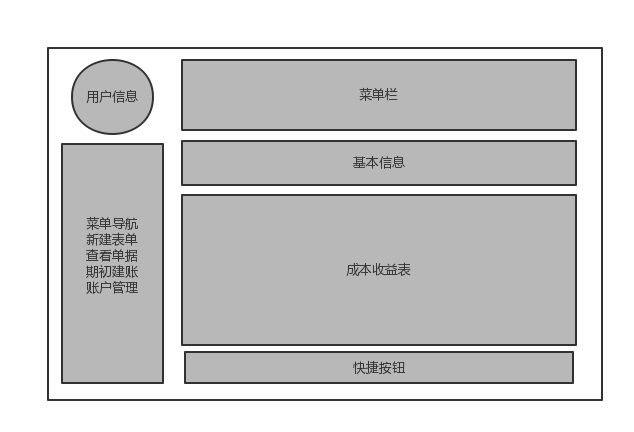 用户信息
菜单栏
基本信息
菜单导航
新建表单
查看单据
期初建账
账户管理
成本收益表
快捷按钮